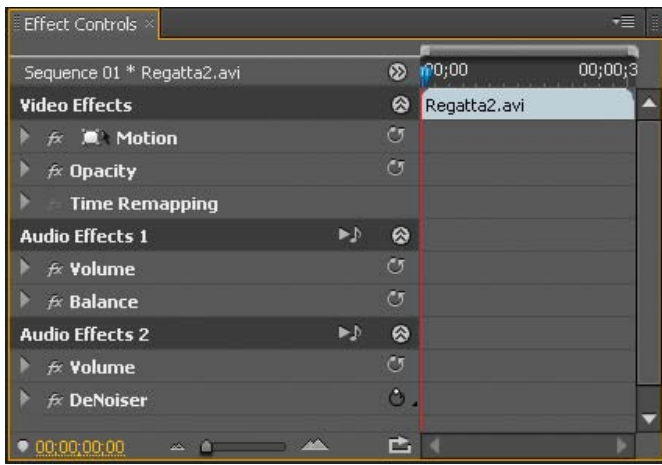 Effect Controls
Sequence 01 * Regatta2.avi
00;00 00;00;3
Video Effects
Regatta2.avi
fx Motion
fx Opacity
Time Remapping
Audio Effects 1
fx Volume
fx Balance
Audio Effects 2
fx Volume
fx DeNoiser
00;00;00;00